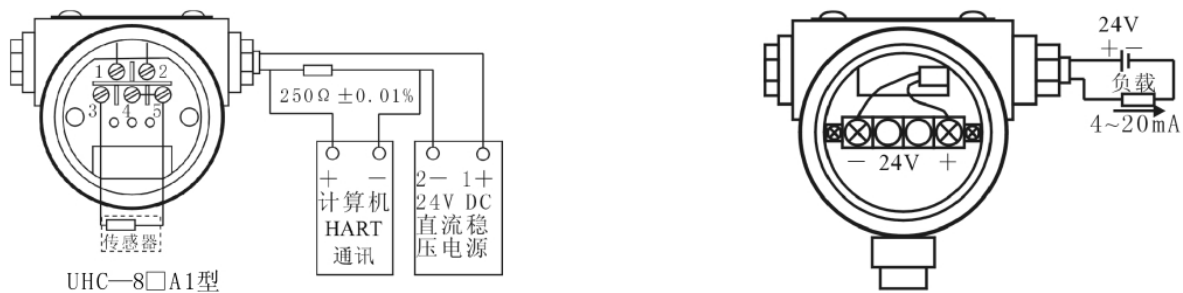 1 2
3 4 5
传感器
UHC—8□A1型
250Ω ±0.01%
+ −
计算机
HART
通讯
2− 1+
24V DC
直流稳
压电源
24V
+ −
负载
4~20mA
− 24V +